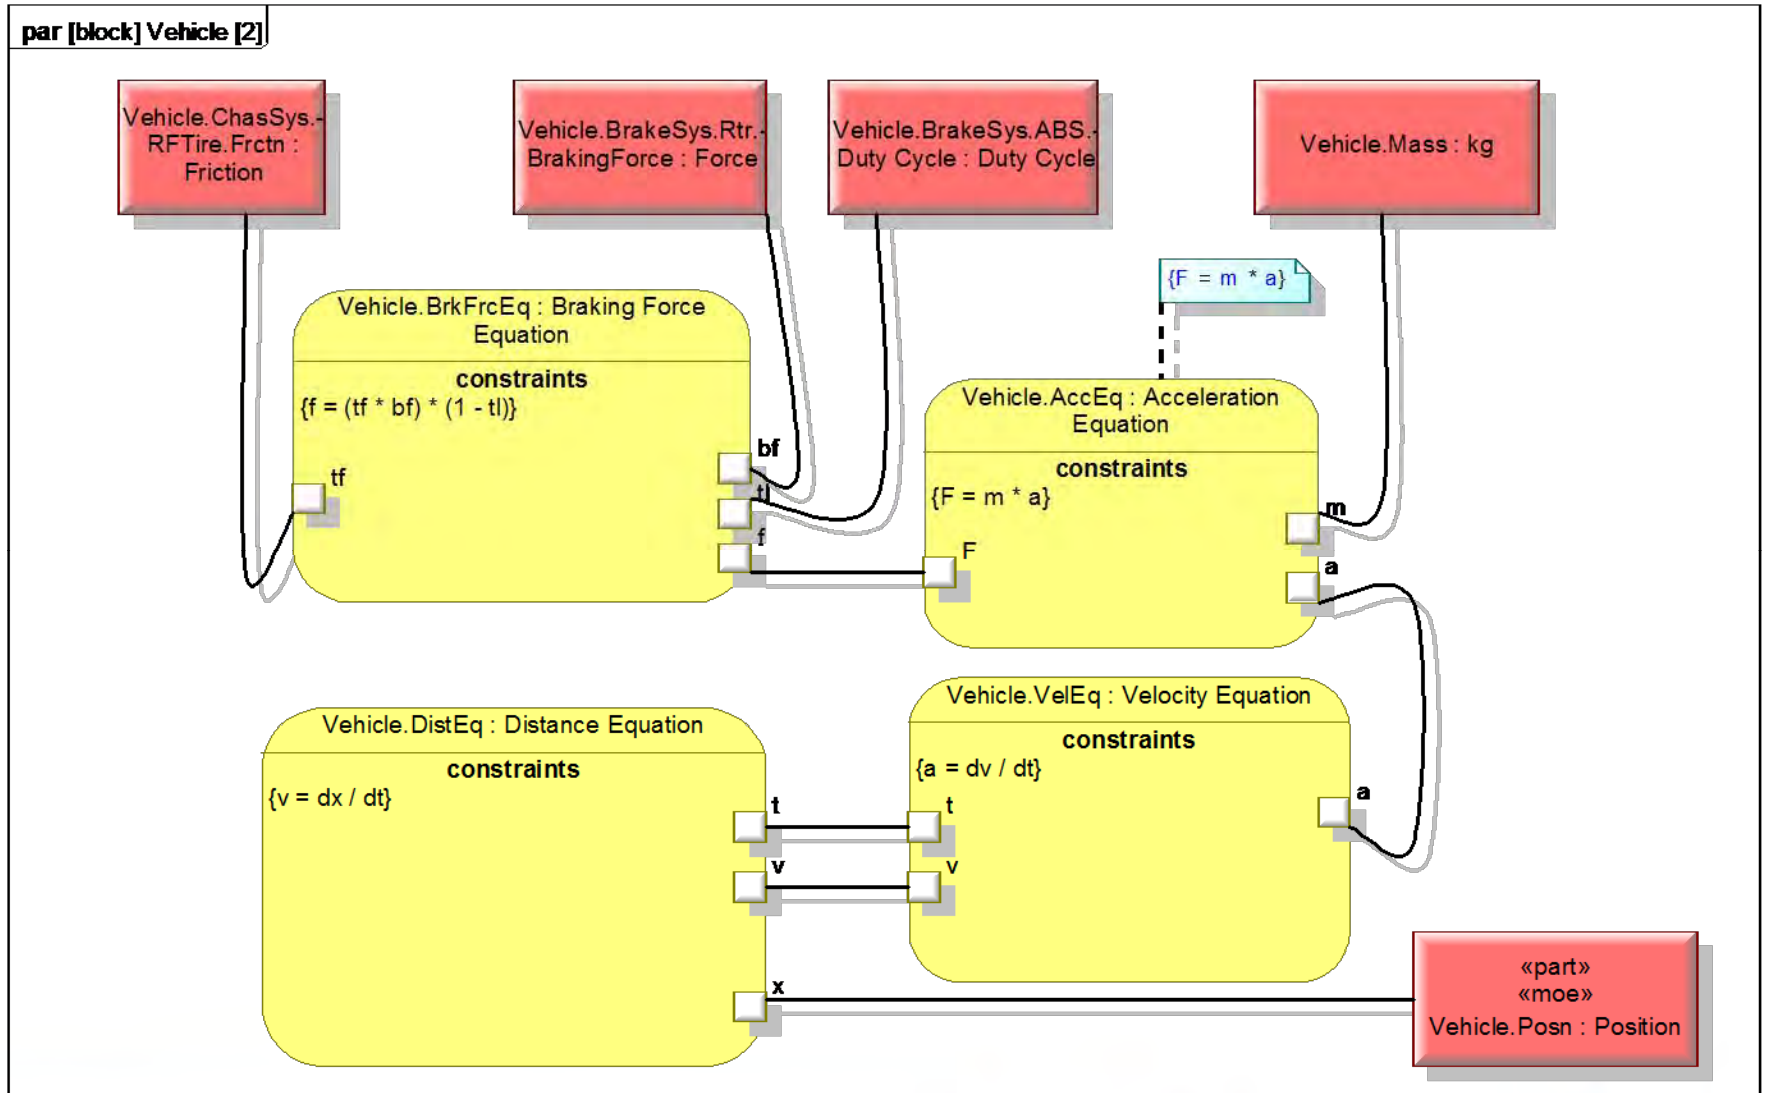 par [block] Vehicle [2]
Vehicle.ChasSys.-
RFTire.Frctn :
Friction
Vehicle.BrakeSys.Rtr.-
BrakingForce : Force
Vehicle.BrakeSys.ABS.-
Duty Cycle : Duty Cycle
Vehicle.Mass : kg
{F = m * a}
Vehicle.BrkFrcEq : Braking Force
Equation
constraints
{f = (tf * bf) * (1 - tl)}
tf
bf
tl
f
Vehicle.AccEq : Acceleration
Equation
constraints
{F = m * a}
F
m
a
Vehicle.DistEq : Distance Equation
constraints
{v = dx / dt}
t
v
x
Vehicle.VelEq : Velocity Equation
constraints
{a = dv / dt}
t
v
a
«part»
«moe»
Vehicle.Posn : Position